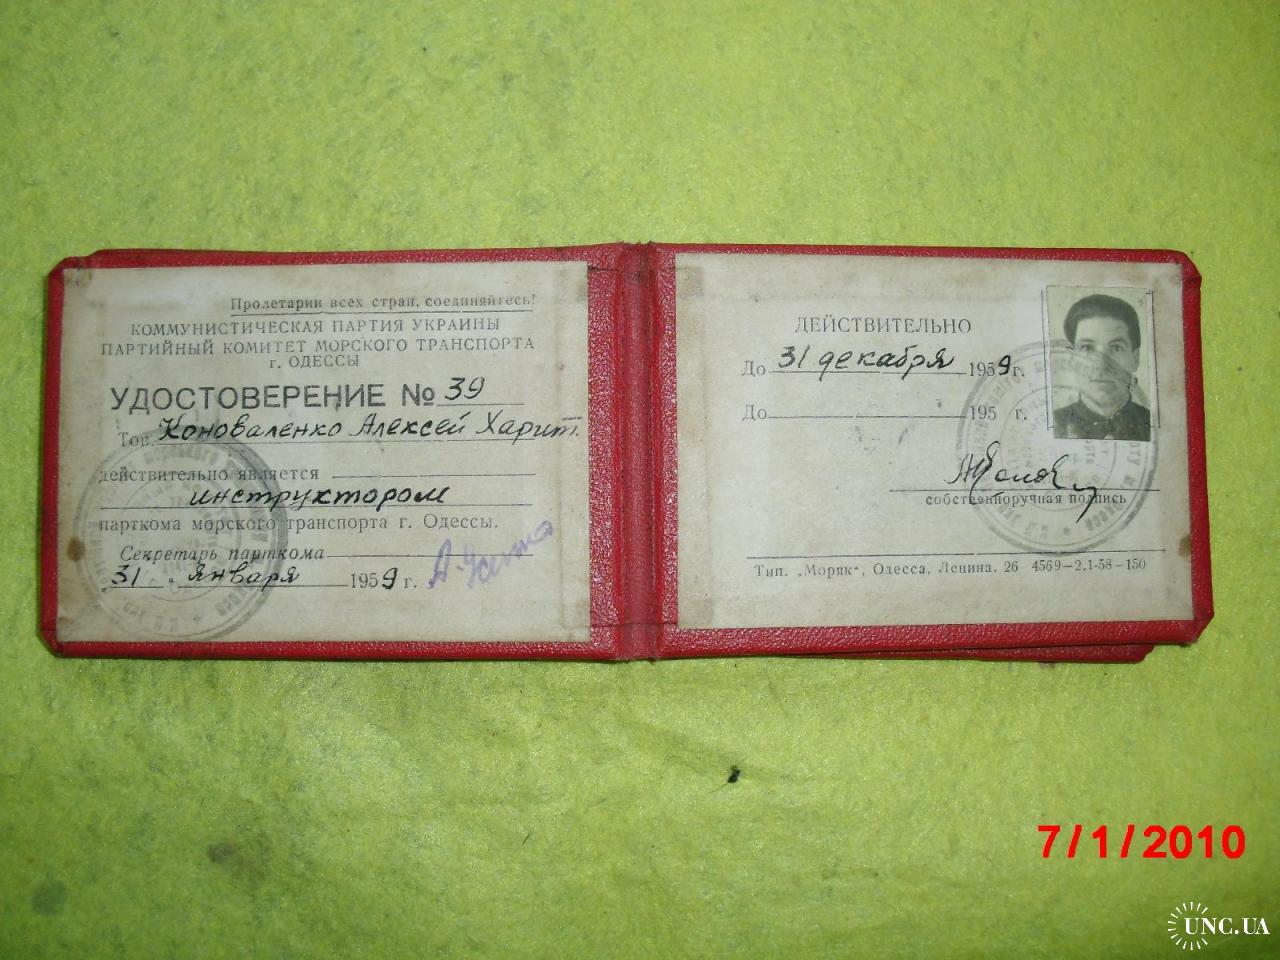 Пролетарии всех стран, соединяйтесь!
КОММУНИСТИЧЕСКАЯ ПАРТИЯ УКРАИНЫ
ПАРТИЙНЫЙ КОМИТЕТ МОРСКОГО ТРАНСПОРТА
г. ОДЕССЫ
УДОСТОВЕРЕНИЕ № 39
Тов. Коноваленко Алексей Харит.
действительно является
инструктором
парткома морского транспорта г. Одессы.
Секретарь парткома
„31 " января 1959 г.
ДЕЙСТВИТЕЛЬНО
До 31 декабря 1959 г.
До 195 г.
собственноручная подпись
Тип. „Моряк", Одесса, Ленина. 26 4569—2.1-58—150
7/1/2010
UNC.UA